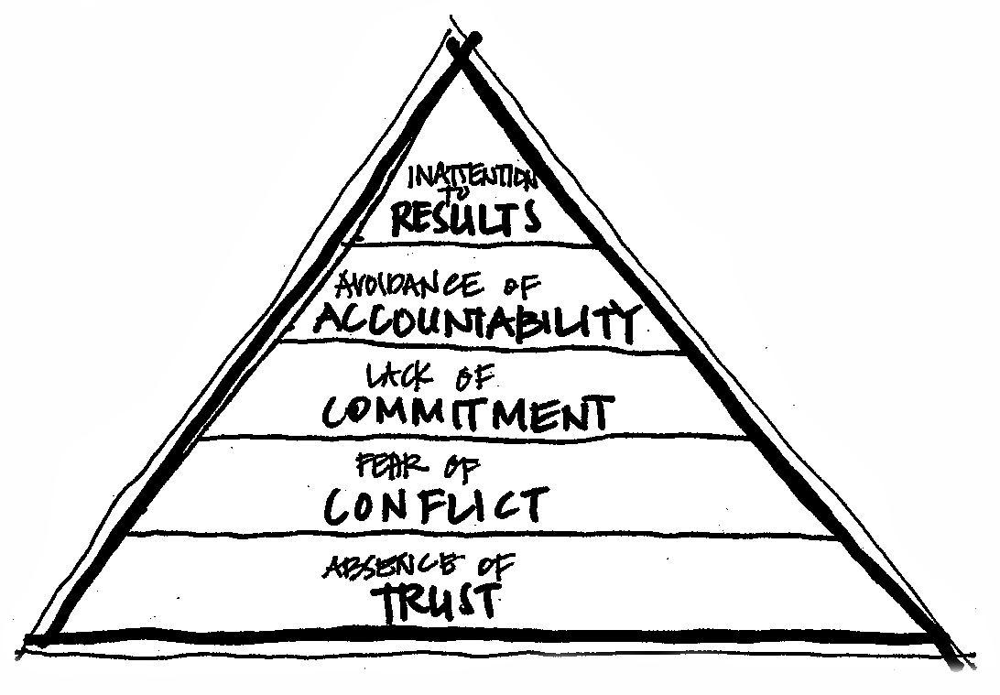 INATTENTION
TO
RESULTS
AVOIDANCE OF
ACCOUNTABILITY
LACK OF
COMMITMENT
FEAR OF
CONFLICT
ABSENCE OF
TRUST